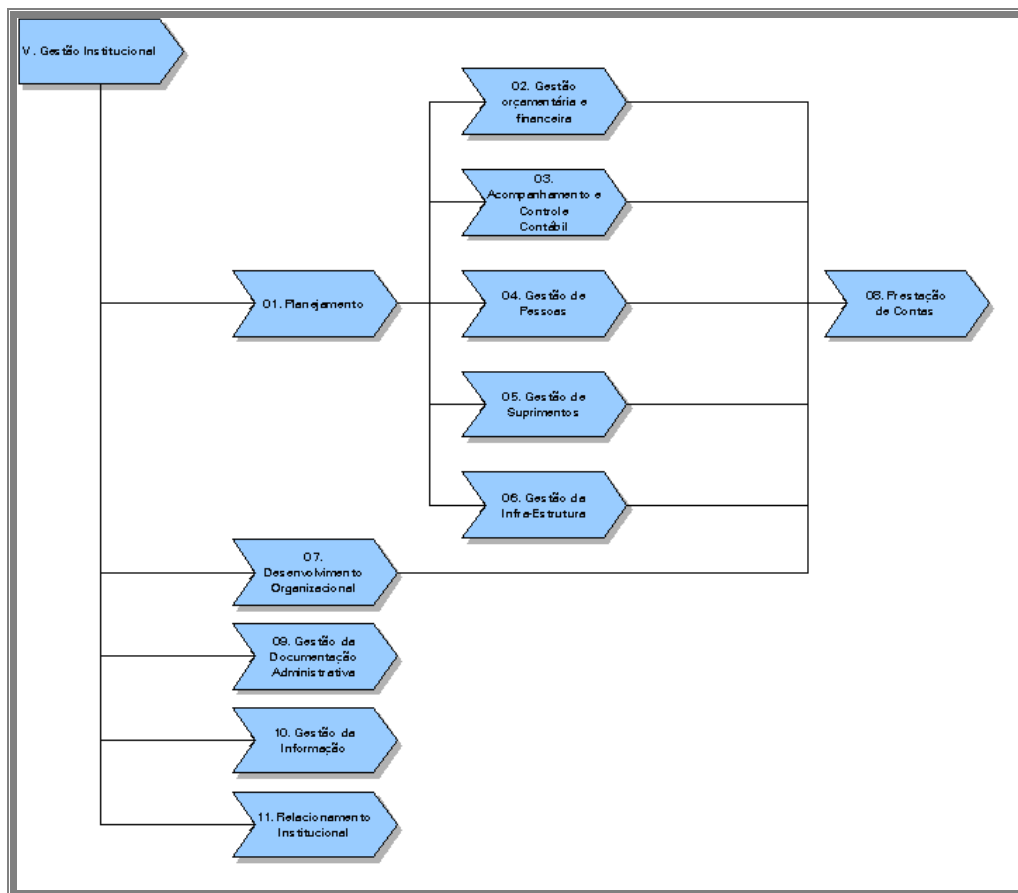 V. Gestão Institucional
02. Gestão
orçamentária e
financeira
03.
Acompanhamento e
Controle
Contábil
01. Planejamento
04. Gestão de
Pessoas
08. Prestação
de Contas
05. Gestão de
Suprimentos
06. Gestão da
Infra-Estrutura
07.
Desenvolvimento
Organizacional
09. Gestão da
Documentação
Administrativa
10. Gestão da
Informação
11. Relacionamento
Institucional